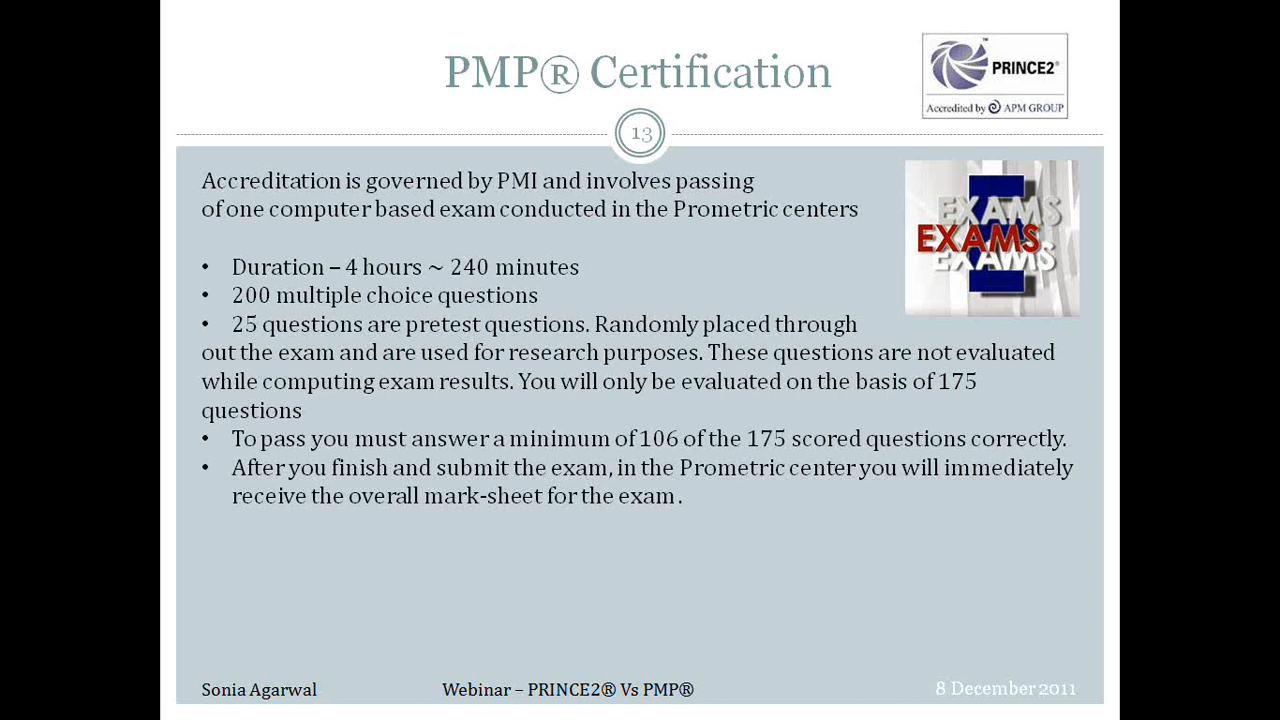 PMP® Certification
™
PRINCE2®
Accredited by APM GROUP
13
Accreditation is governed by PMI and involves passing
of one computer based exam conducted in the Prometric centers
EXAMS
EXAMS
EXAMS
• Duration – 4 hours ~ 240 minutes
• 200 multiple choice questions
• 25 questions are pretest questions. Randomly placed through
out the exam and are used for research purposes. These questions are not evaluated
while computing exam results. You will only be evaluated on the basis of 175
questions
• To pass you must answer a minimum of 106 of the 175 scored questions correctly.
• After you finish and submit the exam, in the Prometric center you will immediately
receive the overall mark-sheet for the exam .
Sonia Agarwal
Webinar – PRINCE2® Vs PMP®
8 December 2011